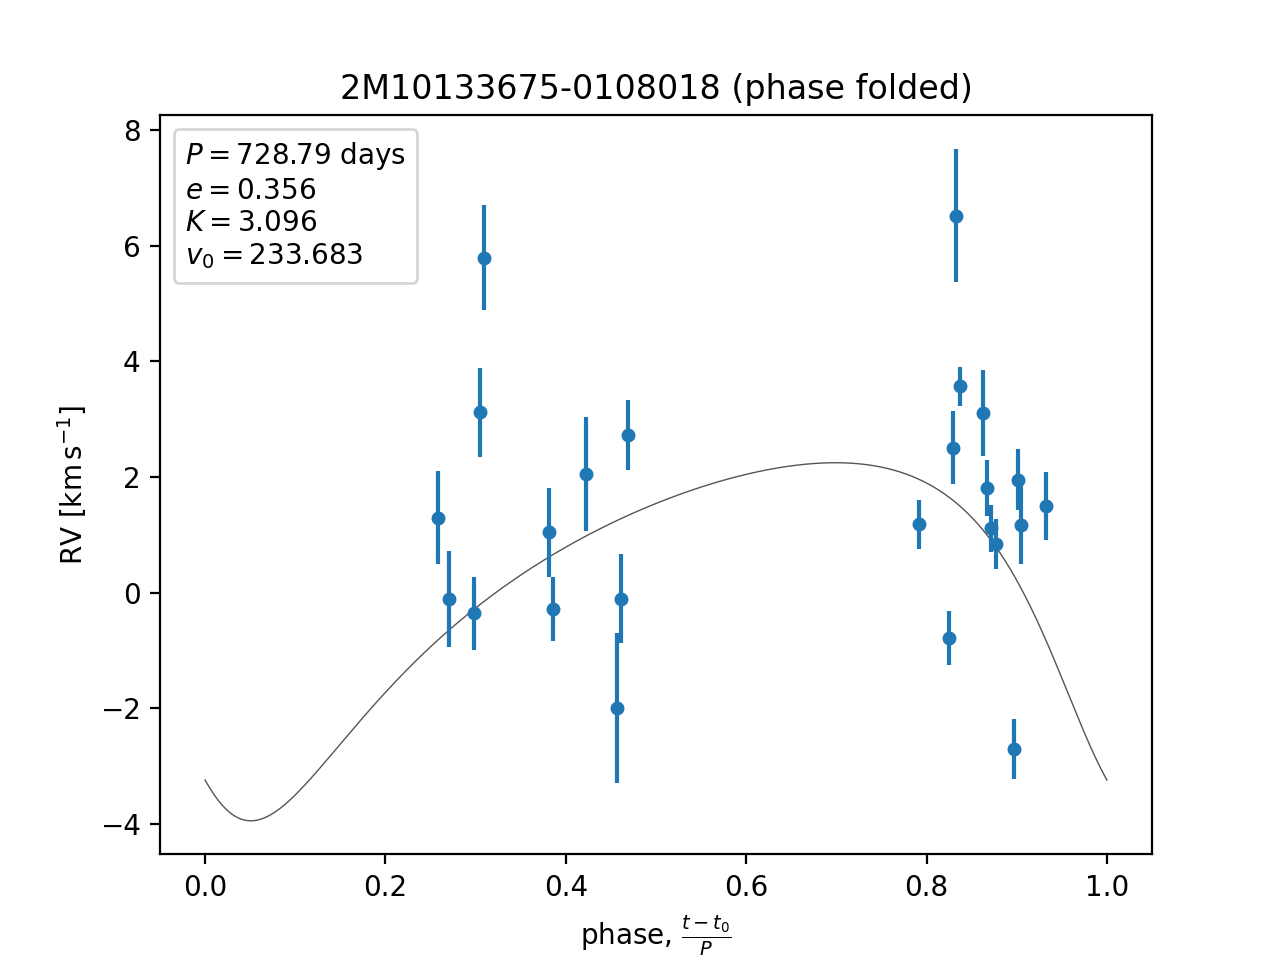 2M10133675-0108018 (phase folded)
P = 728.79 days
e = 0.356
K = 3.096
v₀ = 233.683
8
6
4
2
0
−2
−4
RV [km s⁻¹]
0.0 0.2 0.4 0.6 0.8 1.0
phase, (t − t₀)/P